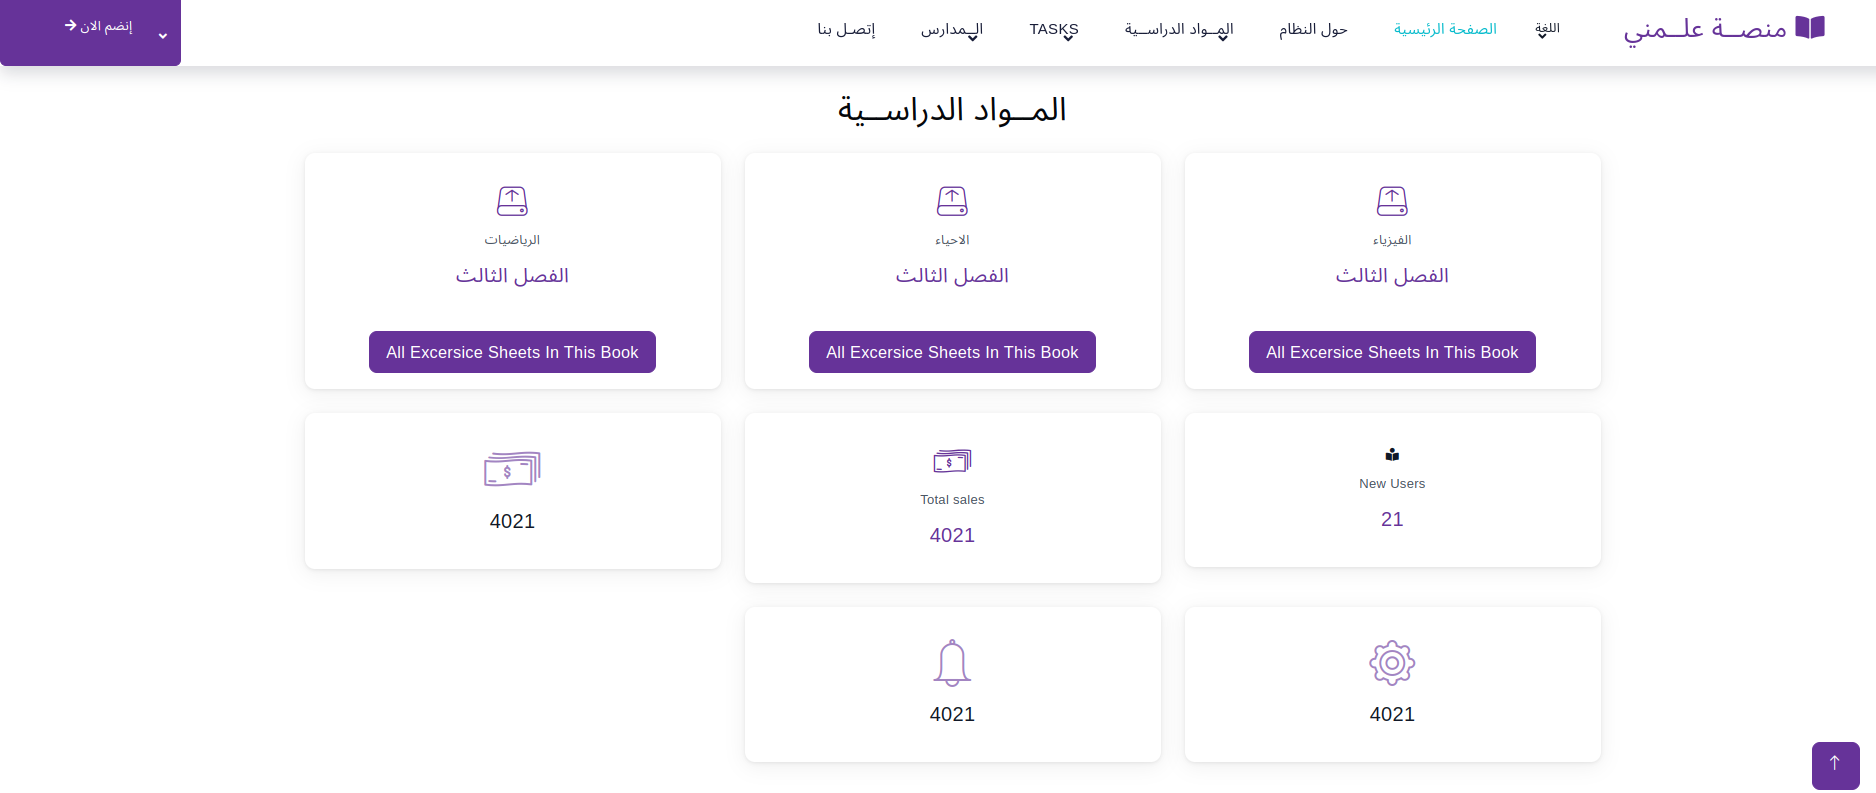 منصــة علــمني
اللغة
الصفحة الرئيسية
حول النظام
المــواد الدراســية
TASKS
الــمدارس
إتصـل بنا
إنضم الان
المــواد الدراســية
الفيزياء
الفصل الثالث
All Excersice Sheets In This Book
الاحياء
الفصل الثالث
All Excersice Sheets In This Book
الرياضيات
الفصل الثالث
All Excersice Sheets In This Book
New Users
21
Total sales
4021
4021
4021
4021